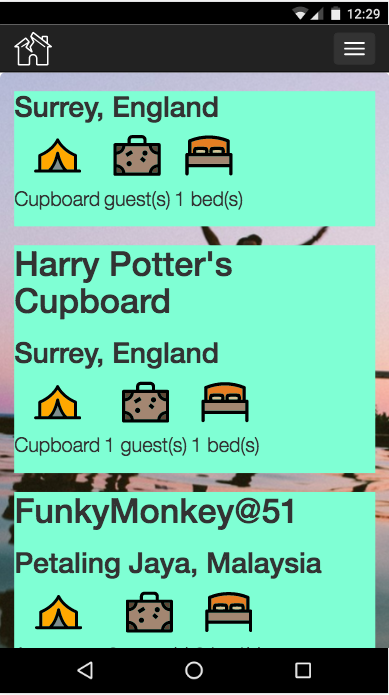 12:29
Surrey, England
Cupboard guest(s) 1 bed(s)
Harry Potter's
Cupboard
Surrey, England
Cupboard 1 guest(s) 1 bed(s)
FunkyMonkey@51
Petaling Jaya, Malaysia